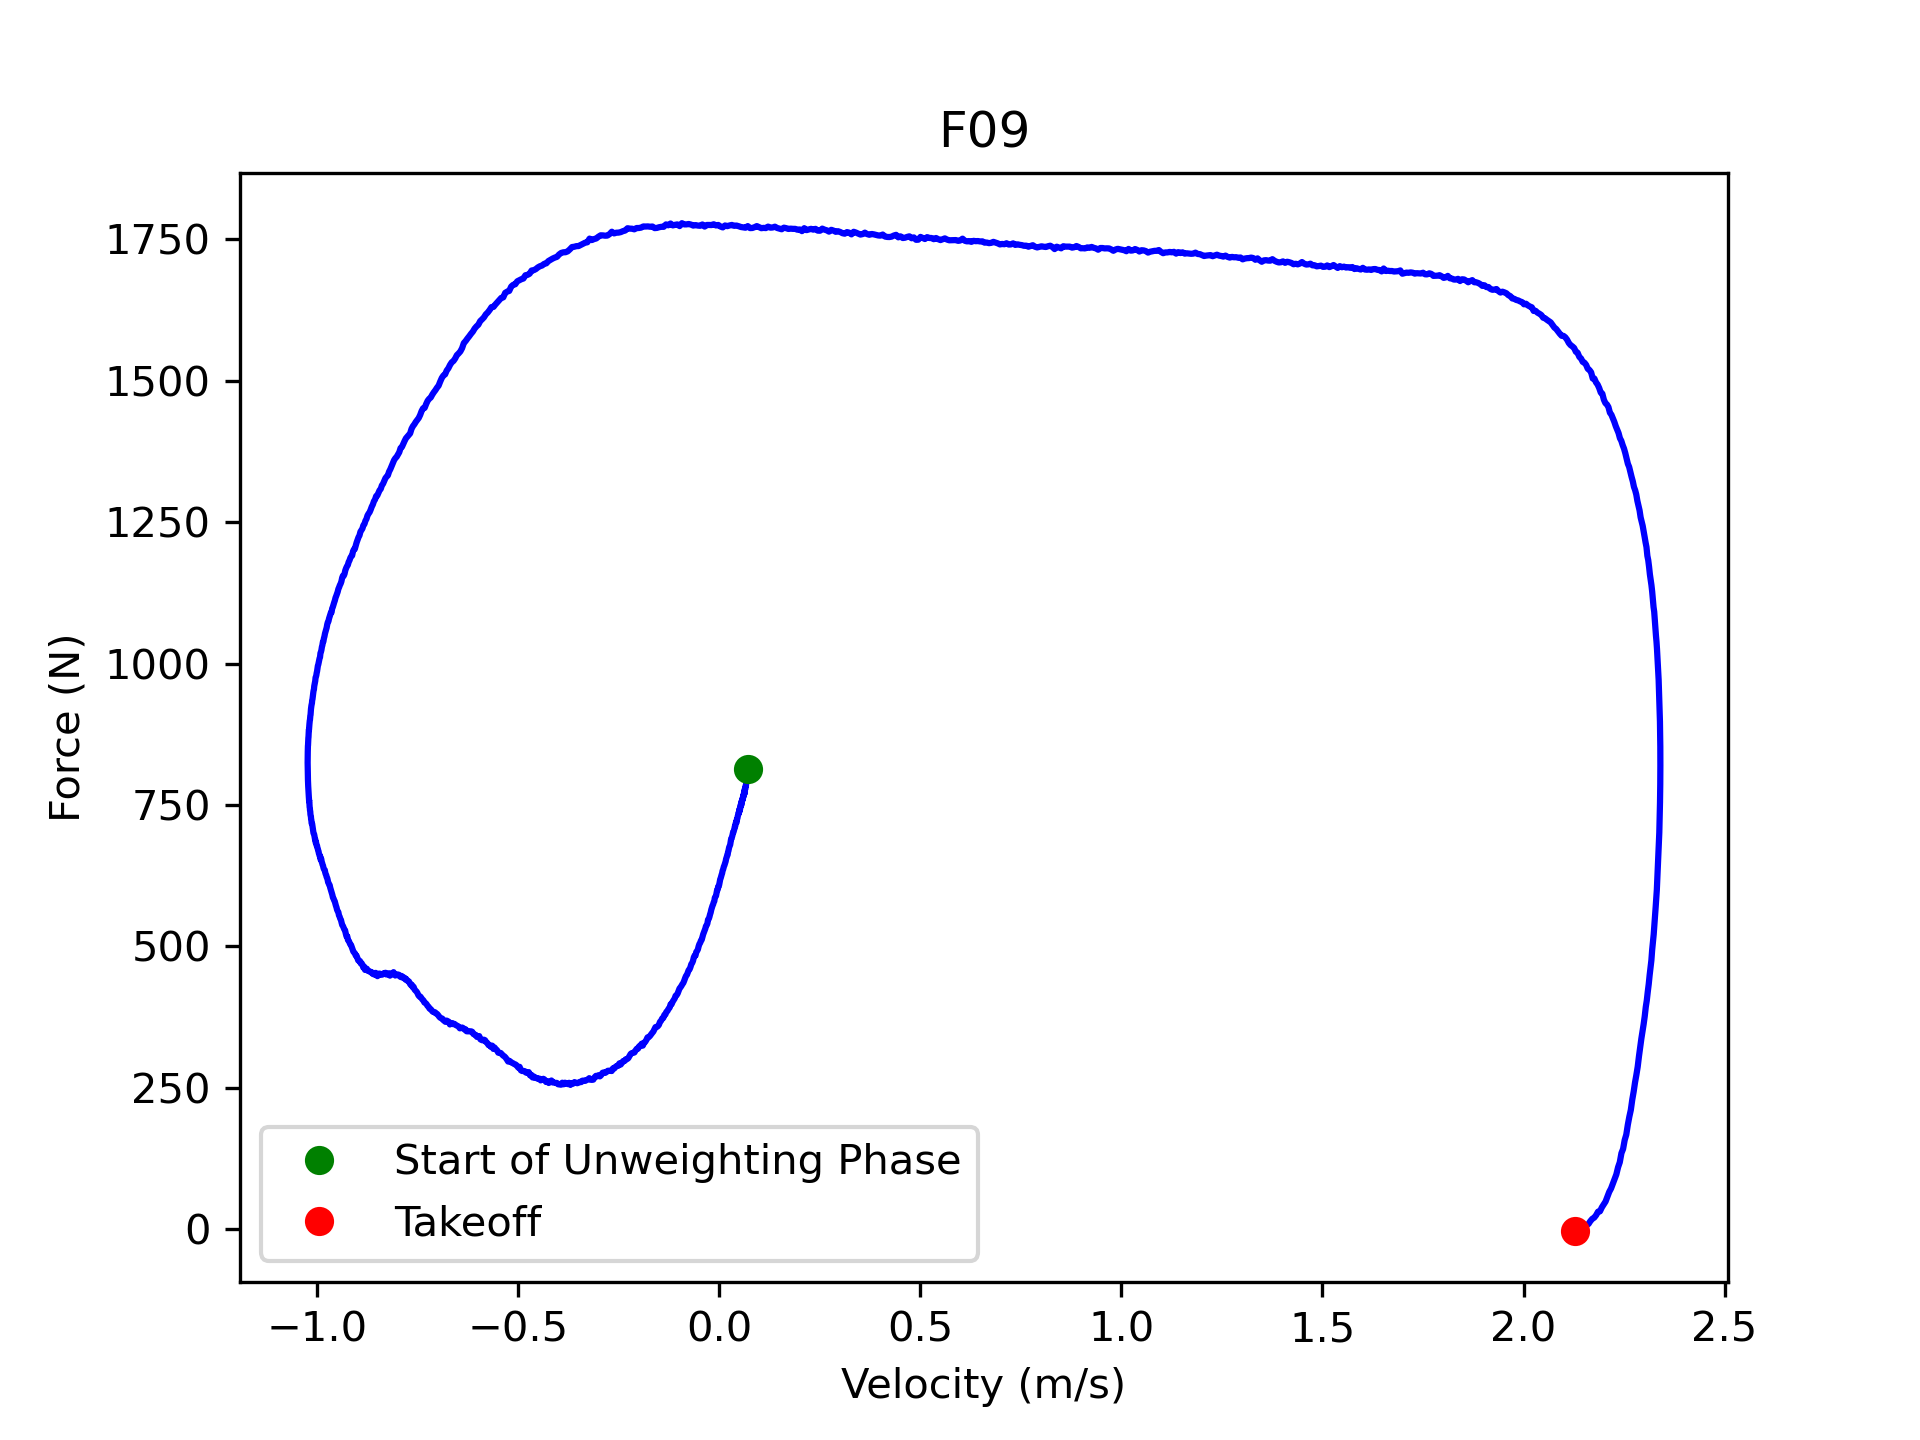 F09
1750
1500
1250
1000
750
500
250
0
Force (N)
Start of Unweighting Phase
Takeoff
−1.0 −0.5 0.0 0.5 1.0 1.5 2.0 2.5
Velocity (m/s)